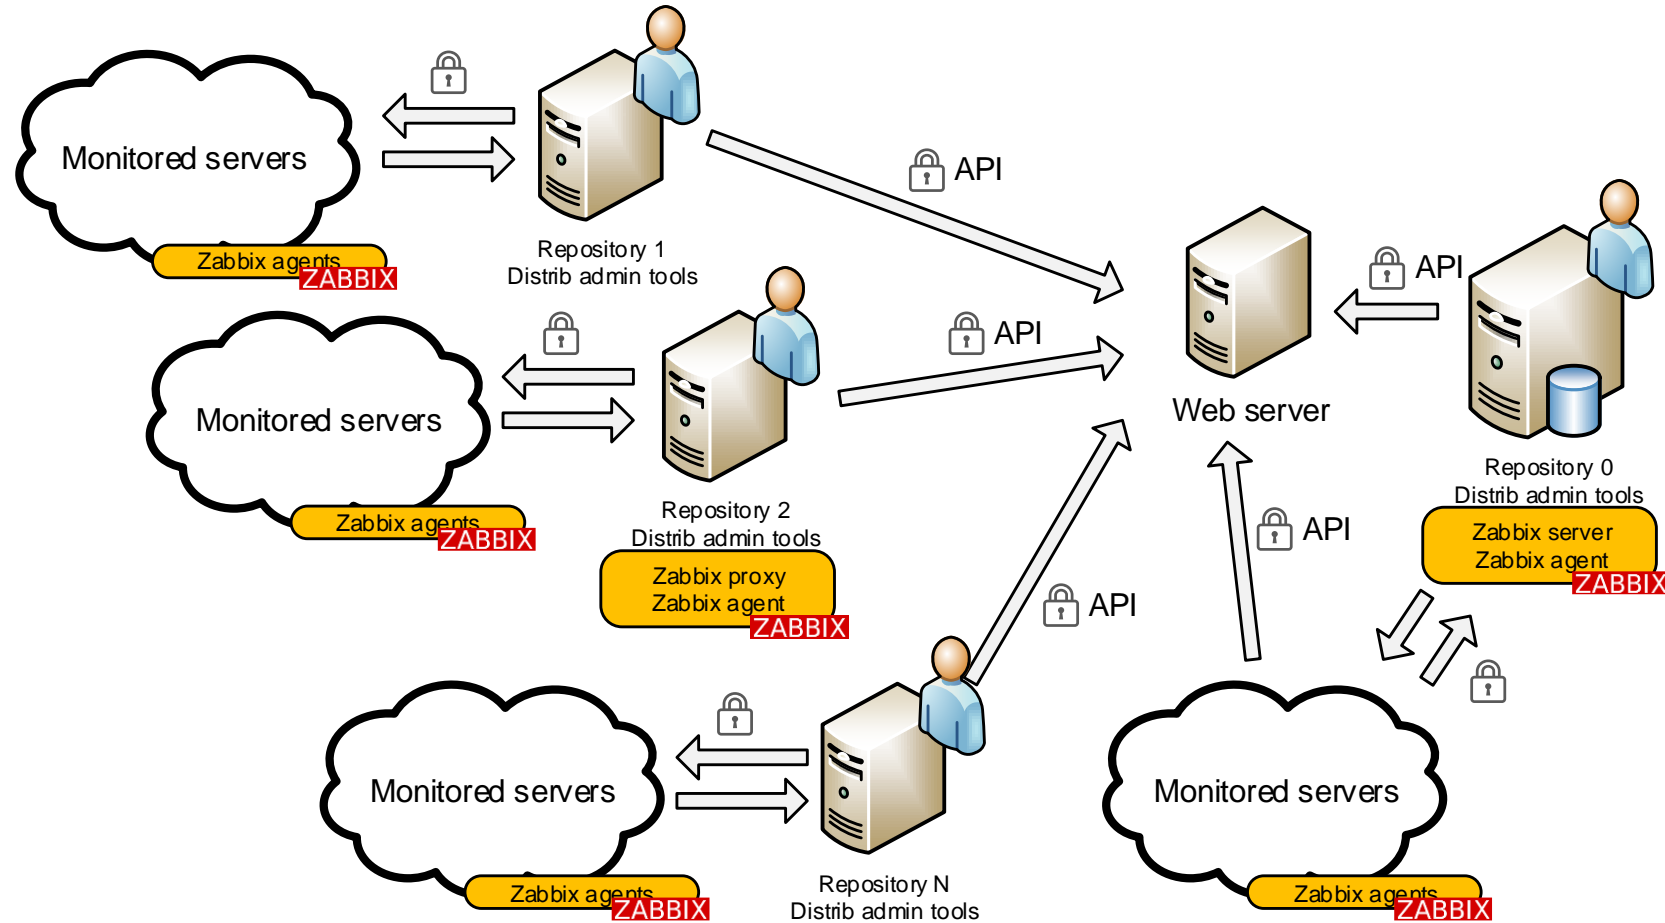 Monitored servers
Zabbix agents
ZABBIX
Repository 1
Distrib admin tools
API
Monitored servers
Zabbix agents
ZABBIX
Repository 2
Distrib admin tools
Zabbix proxy
Zabbix agent
ZABBIX
API
Web server
API
Repository 0
Distrib admin tools
Zabbix server
Zabbix agent
ZABBIX
API
API
Monitored servers
Zabbix agents
ZABBIX
Repository N
Distrib admin tools
Monitored servers
Zabbix agents
ZABBIX